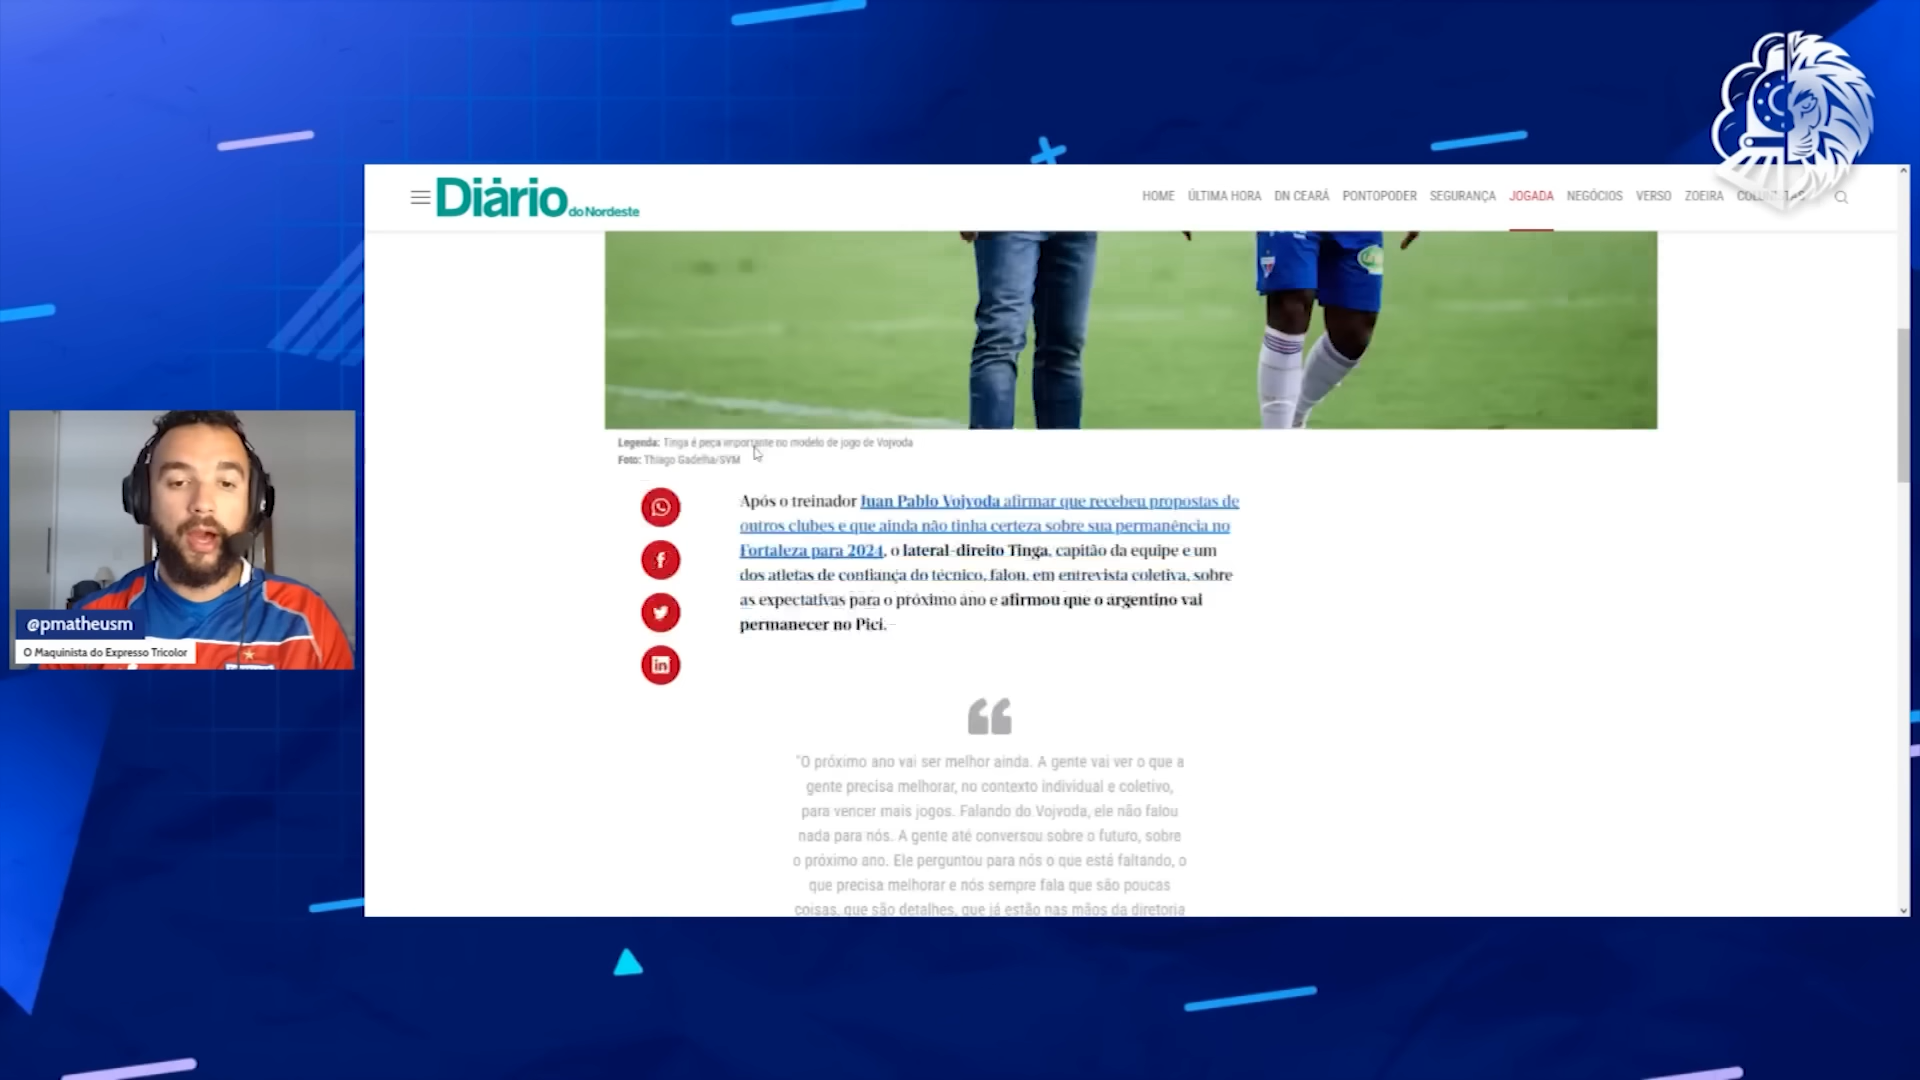 Diário do Nordeste
HOME ÚLTIMA HORA DN CEARÁ PONTOPODER SEGURANÇA JOGADA NEGÓCIOS VERSO ZOEIRA
Legenda: Tinga é peça importante no modelo de jogo de Vojvoda
Foto: Thiago Gadelha/SVM
Após o treinador Juan Pablo Vojvoda afirmar que recebeu propostas de
outros clubes e que ainda não tinha certeza sobre sua permanência no
Fortaleza para 2024, o lateral-direito Tinga, capitão da equipe e um
dos atletas de confiança do técnico, falou, em entrevista coletiva, sobre
as expectativas para o próximo ano e afirmou que o argentino vai
permanecer no Pici.
"O próximo ano vai ser melhor ainda. A gente vai ver o que a
gente precisa melhorar, no contexto individual e coletivo,
para vencer mais jogos. Falando do Vojvoda, ele não falou
nada para nós. A gente até conversou sobre o futuro, sobre
o próximo ano. Ele perguntou para nós o que está faltando, o
que precisa melhorar e nós sempre fala que são poucas
coisas, que são detalhes, que já estão nas mãos da diretoria
@pmatheusm
O Maquinista do Expresso Tricolor